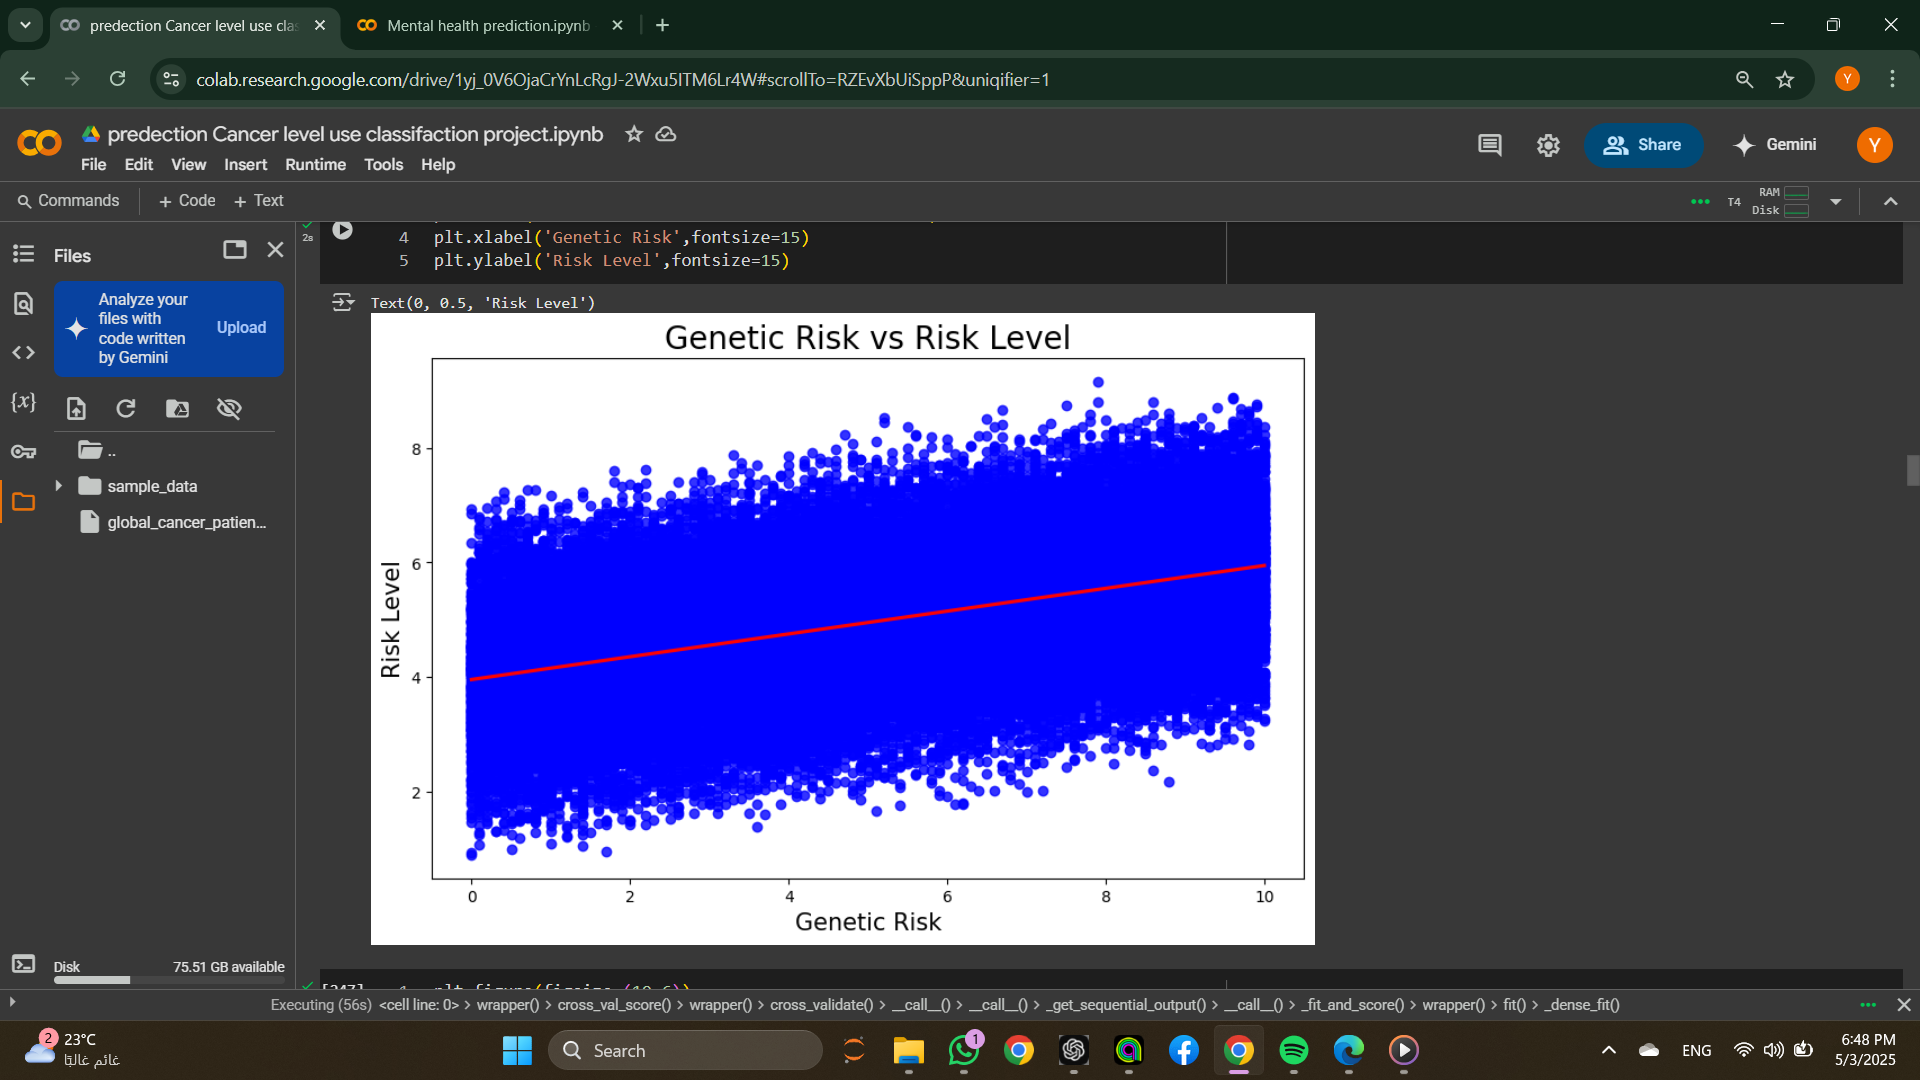 predection Cancer level use clas
Mental health prediction.ipynb
colab.research.google.com/drive/1yj_0V6OjaCrYnLcRgJ-2Wxu5ITM6Lr4W#scrollTo=RZEvXbUiSppP&uniqifier=1
Y
predection Cancer level use classifaction project.ipynb
File Edit View Insert Runtime Tools Help
Share
Gemini
Y
Commands
+ Code + Text
T4
RAM
Disk
Files
Analyze your
files with
code written
by Gemini
Upload
{x}
..
sample_data
global_cancer_patien...
Disk 75.51 GB available
2s
4 plt.xlabel('Genetic Risk',fontsize=15)
5 plt.ylabel('Risk Level',fontsize=15)
Text(0, 0.5, 'Risk Level')
Genetic Risk vs Risk Level
Risk Level
8
6
4
2
0 2 4 6 8 10
Genetic Risk
Executing (56s) <cell line: 0> > wrapper() > cross_val_score() > wrapper() > cross_validate() > __call__() > __call__() > _get_sequential_output() > __call__() > _fit_and_score() > wrapper() > fit() > _dense_fit()
2
23°C
غائم غالبًا
Search
1
ENG
6:48 PM
5/3/2025